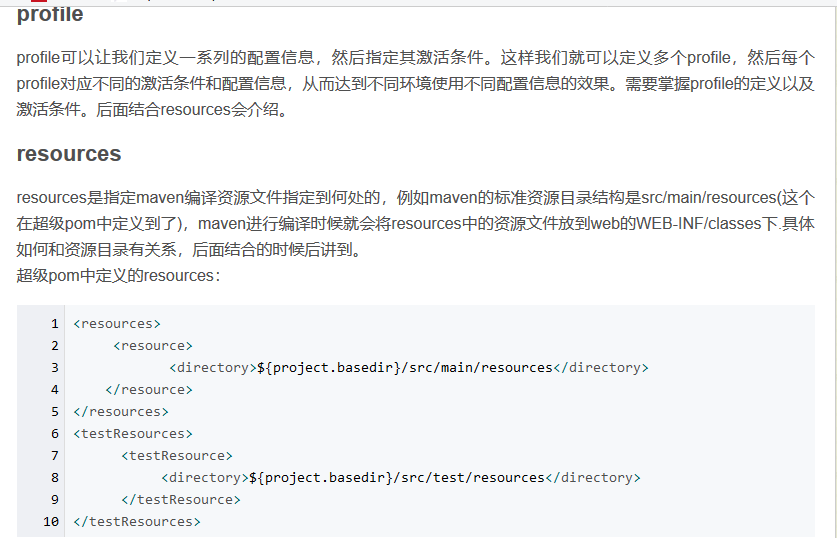 profile
profile可以让我们定义一系列的配置信息，然后指定其激活条件。这样我们就可以定义多个profile，然后每个
profile对应不同的激活条件和配置信息，从而达到不同环境使用不同配置信息的效果。需要掌握profile的定义以及
激活条件。后面结合resources会介绍。
resources
resources是指定maven编译资源文件指定到何处的，例如maven的标准资源目录结构是src/main/resources(这个
在超级pom中定义到了)，maven进行编译时候就会将resources中的资源文件放到web的WEB-INF/classes下.具体
如何和资源目录有关系，后面结合的时候后讲到。
超级pom中定义的resources：
1 <resources>
2 <resource>
3 <directory>${project.basedir}/src/main/resources</directory>
4 </resource>
5 </resources>
6 <testResources>
7 <testResource>
8 <directory>${project.basedir}/src/test/resources</directory>
9 </testResource>
10 </testResources>